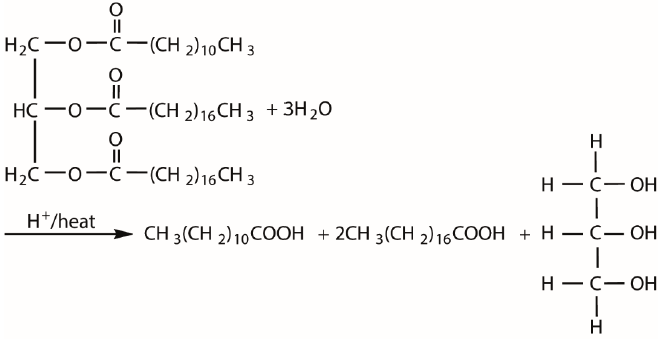 O
H₂C—O—C—(CH₂)₁₀CH₃
O
HC—O—C—(CH₂)₁₆CH₃ + 3H₂O
O
H₂C—O—C—(CH₂)₁₆CH₃
H
H—C—OH
H⁺/heat
CH₃(CH₂)₁₀COOH + 2CH₃(CH₂)₁₆COOH + H—C—OH
H—C—OH
H